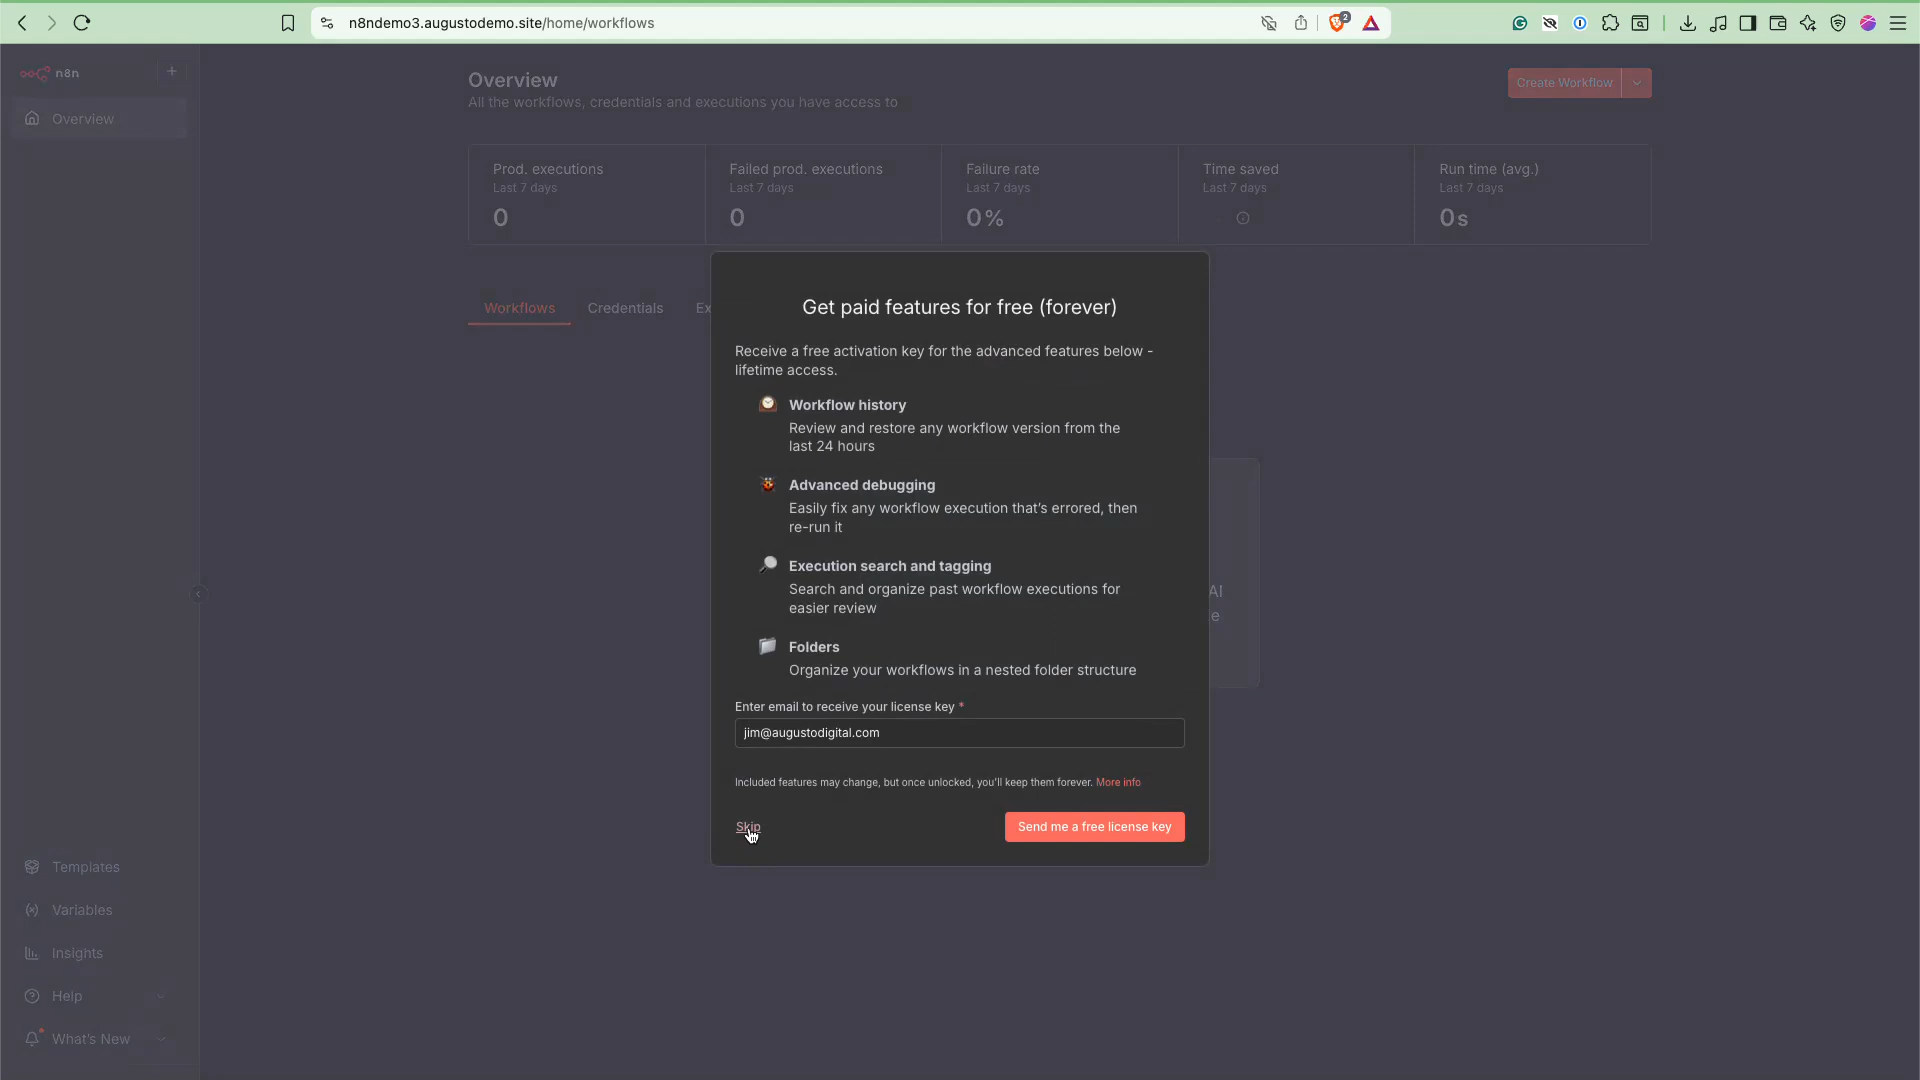 n8ndemo3.augustodemo.site/home/workflows
2
n8n
+
Overview
Templates
Variables
Insights
Help
What's New
Overview
All the workflows, credentials and executions you have access to
Create Workflow
Prod. executions
Last 7 days
0
Failed prod. executions
Last 7 days
0
Failure rate
Last 7 days
0%
Time saved
Last 7 days
Run time (avg.)
Last 7 days
0s
Workflows Credentials Ex
AI
e
Get paid features for free (forever)
Receive a free activation key for the advanced features below -
lifetime access.
Workflow history
Review and restore any workflow version from the
last 24 hours
Advanced debugging
Easily fix any workflow execution that's errored, then
re-run it
Execution search and tagging
Search and organize past workflow executions for
easier review
Folders
Organize your workflows in a nested folder structure
Enter email to receive your license key *
jim@augustodigital.com
Included features may change, but once unlocked, you'll keep them forever. More info
Skip
Send me a free license key